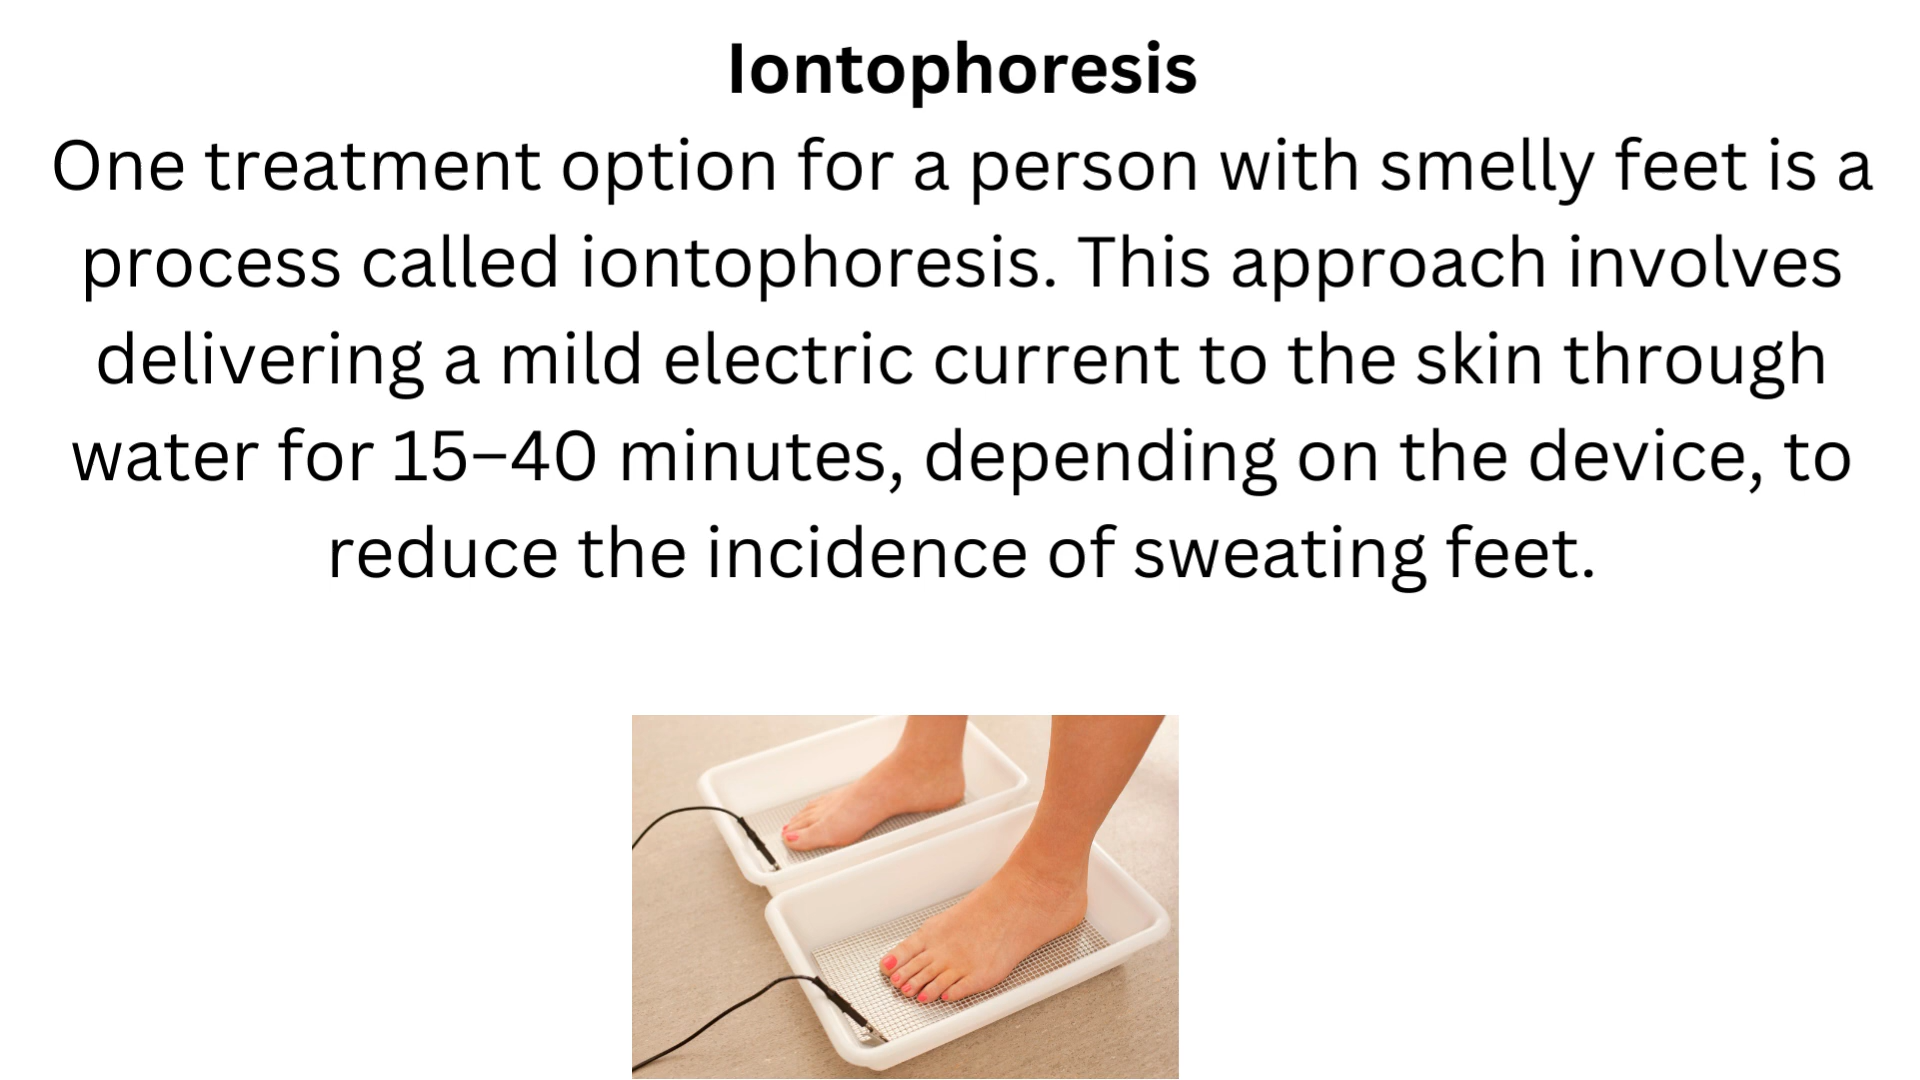 Iontophoresis
One treatment option for a person with smelly feet is a
process called iontophoresis. This approach involves
delivering a mild electric current to the skin through
water for 15–40 minutes, depending on the device, to
reduce the incidence of sweating feet.